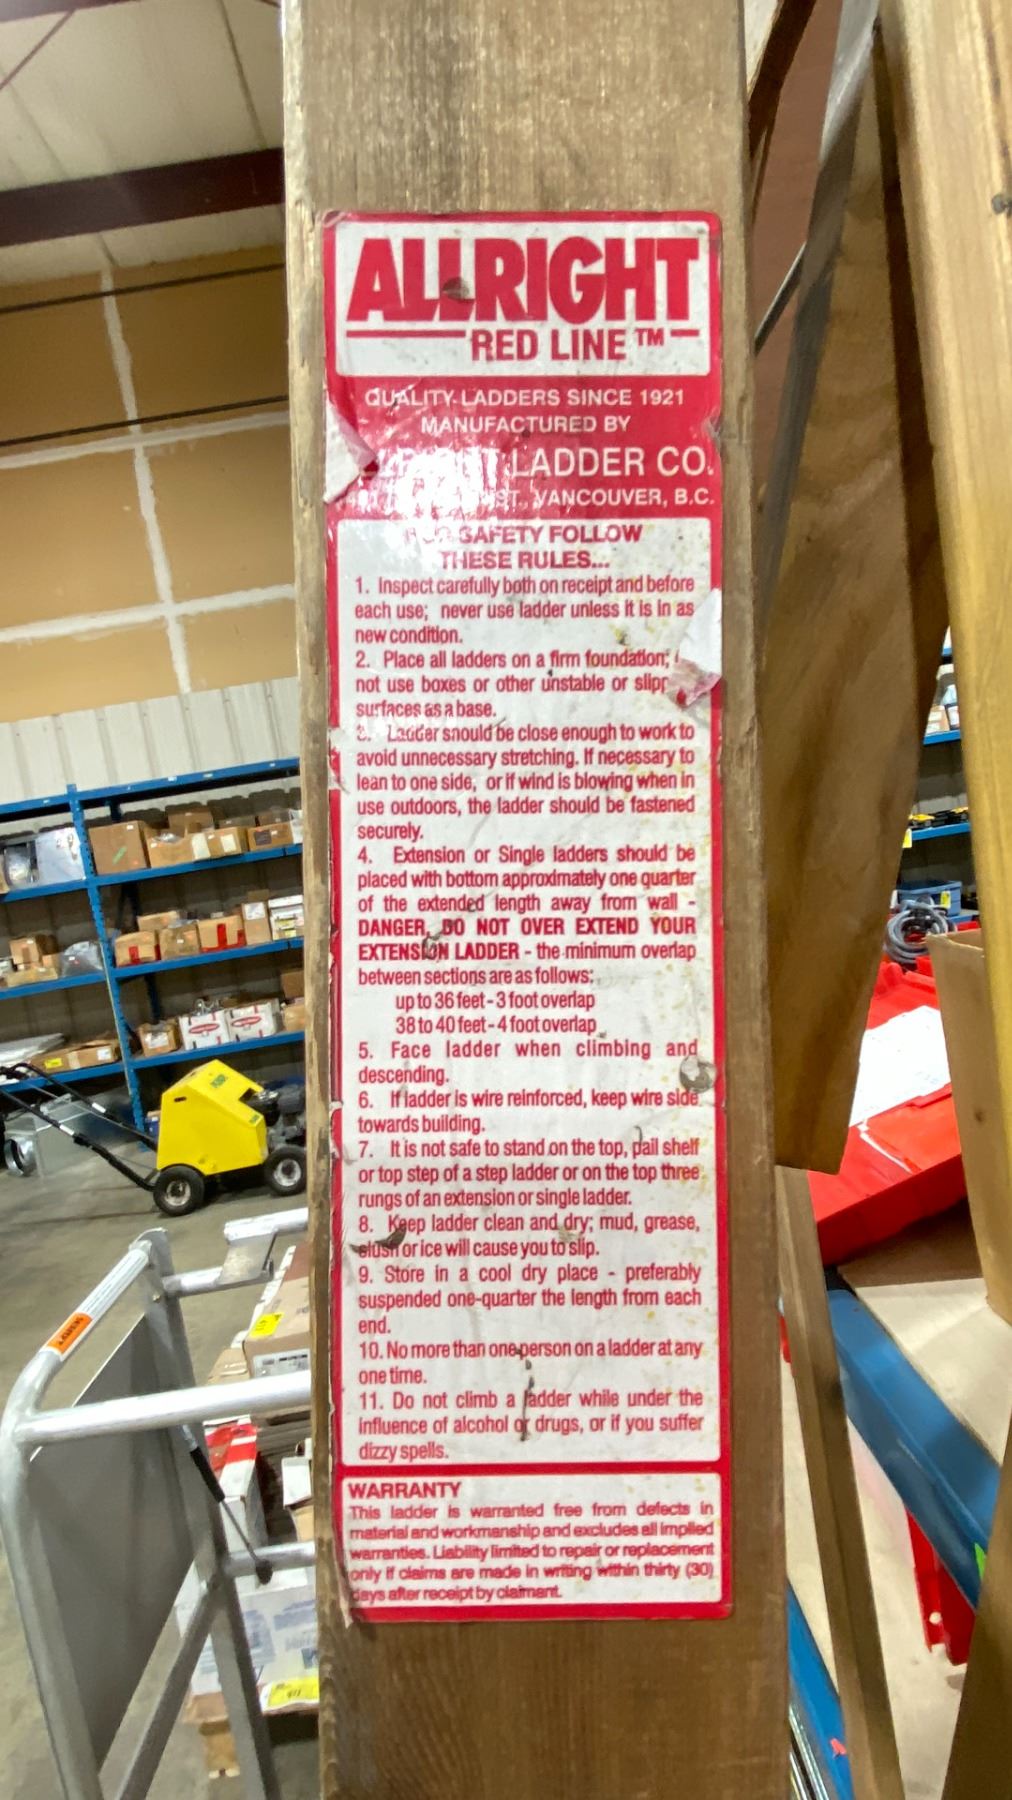 ALLRIGHT
RED LINE™
QUALITY LADDERS SINCE 1921
MANUFACTURED BY
LADDER CO.
ST. VANCOUVER, B.C.
SAFETY FOLLOW
THESE RULES...
1. Inspect carefully both on receipt and before
each use; never use ladder unless it is in as
new condition.
2. Place all ladders on a firm foundation;
not use boxes or other unstable or slipp
surfaces as a base.
3. Ladder should be close enough to work to
avoid unnecessary stretching. If necessary to
lean to one side, or if wind is blowing when in
use outdoors, the ladder should be fastened
securely.
4. Extension or Single ladders should be
placed with bottom approximately one quarter
of the extended length away from wall -
DANGER, DO NOT OVER EXTEND YOUR
EXTENSION LADDER - the minimum overlap
between sections are as follows:
up to 36 feet - 3 foot overlap
38 to 40 feet - 4 foot overlap
5. Face ladder when climbing and
descending.
6. If ladder is wire reinforced, keep wire side
towards building.
7. It is not safe to stand on the top, pail shelf
or top step of a step ladder or on the top three
rungs of an extension or single ladder.
8. Keep ladder clean and dry; mud, grease,
slush or ice will cause you to slip.
9. Store in a cool dry place - preferably
suspended one-quarter the length from each
end.
10. No more than one person on a ladder at any
one time.
11. Do not climb a ladder while under the
influence of alcohol or drugs, or if you suffer
dizzy spells.
WARRANTY
This ladder is warranted free from defects in
material and workmanship and excludes all implied
warranties. Liability limited to repair or replacement
only if claims are made in writing within thirty (30)
days after receipt by claimant.